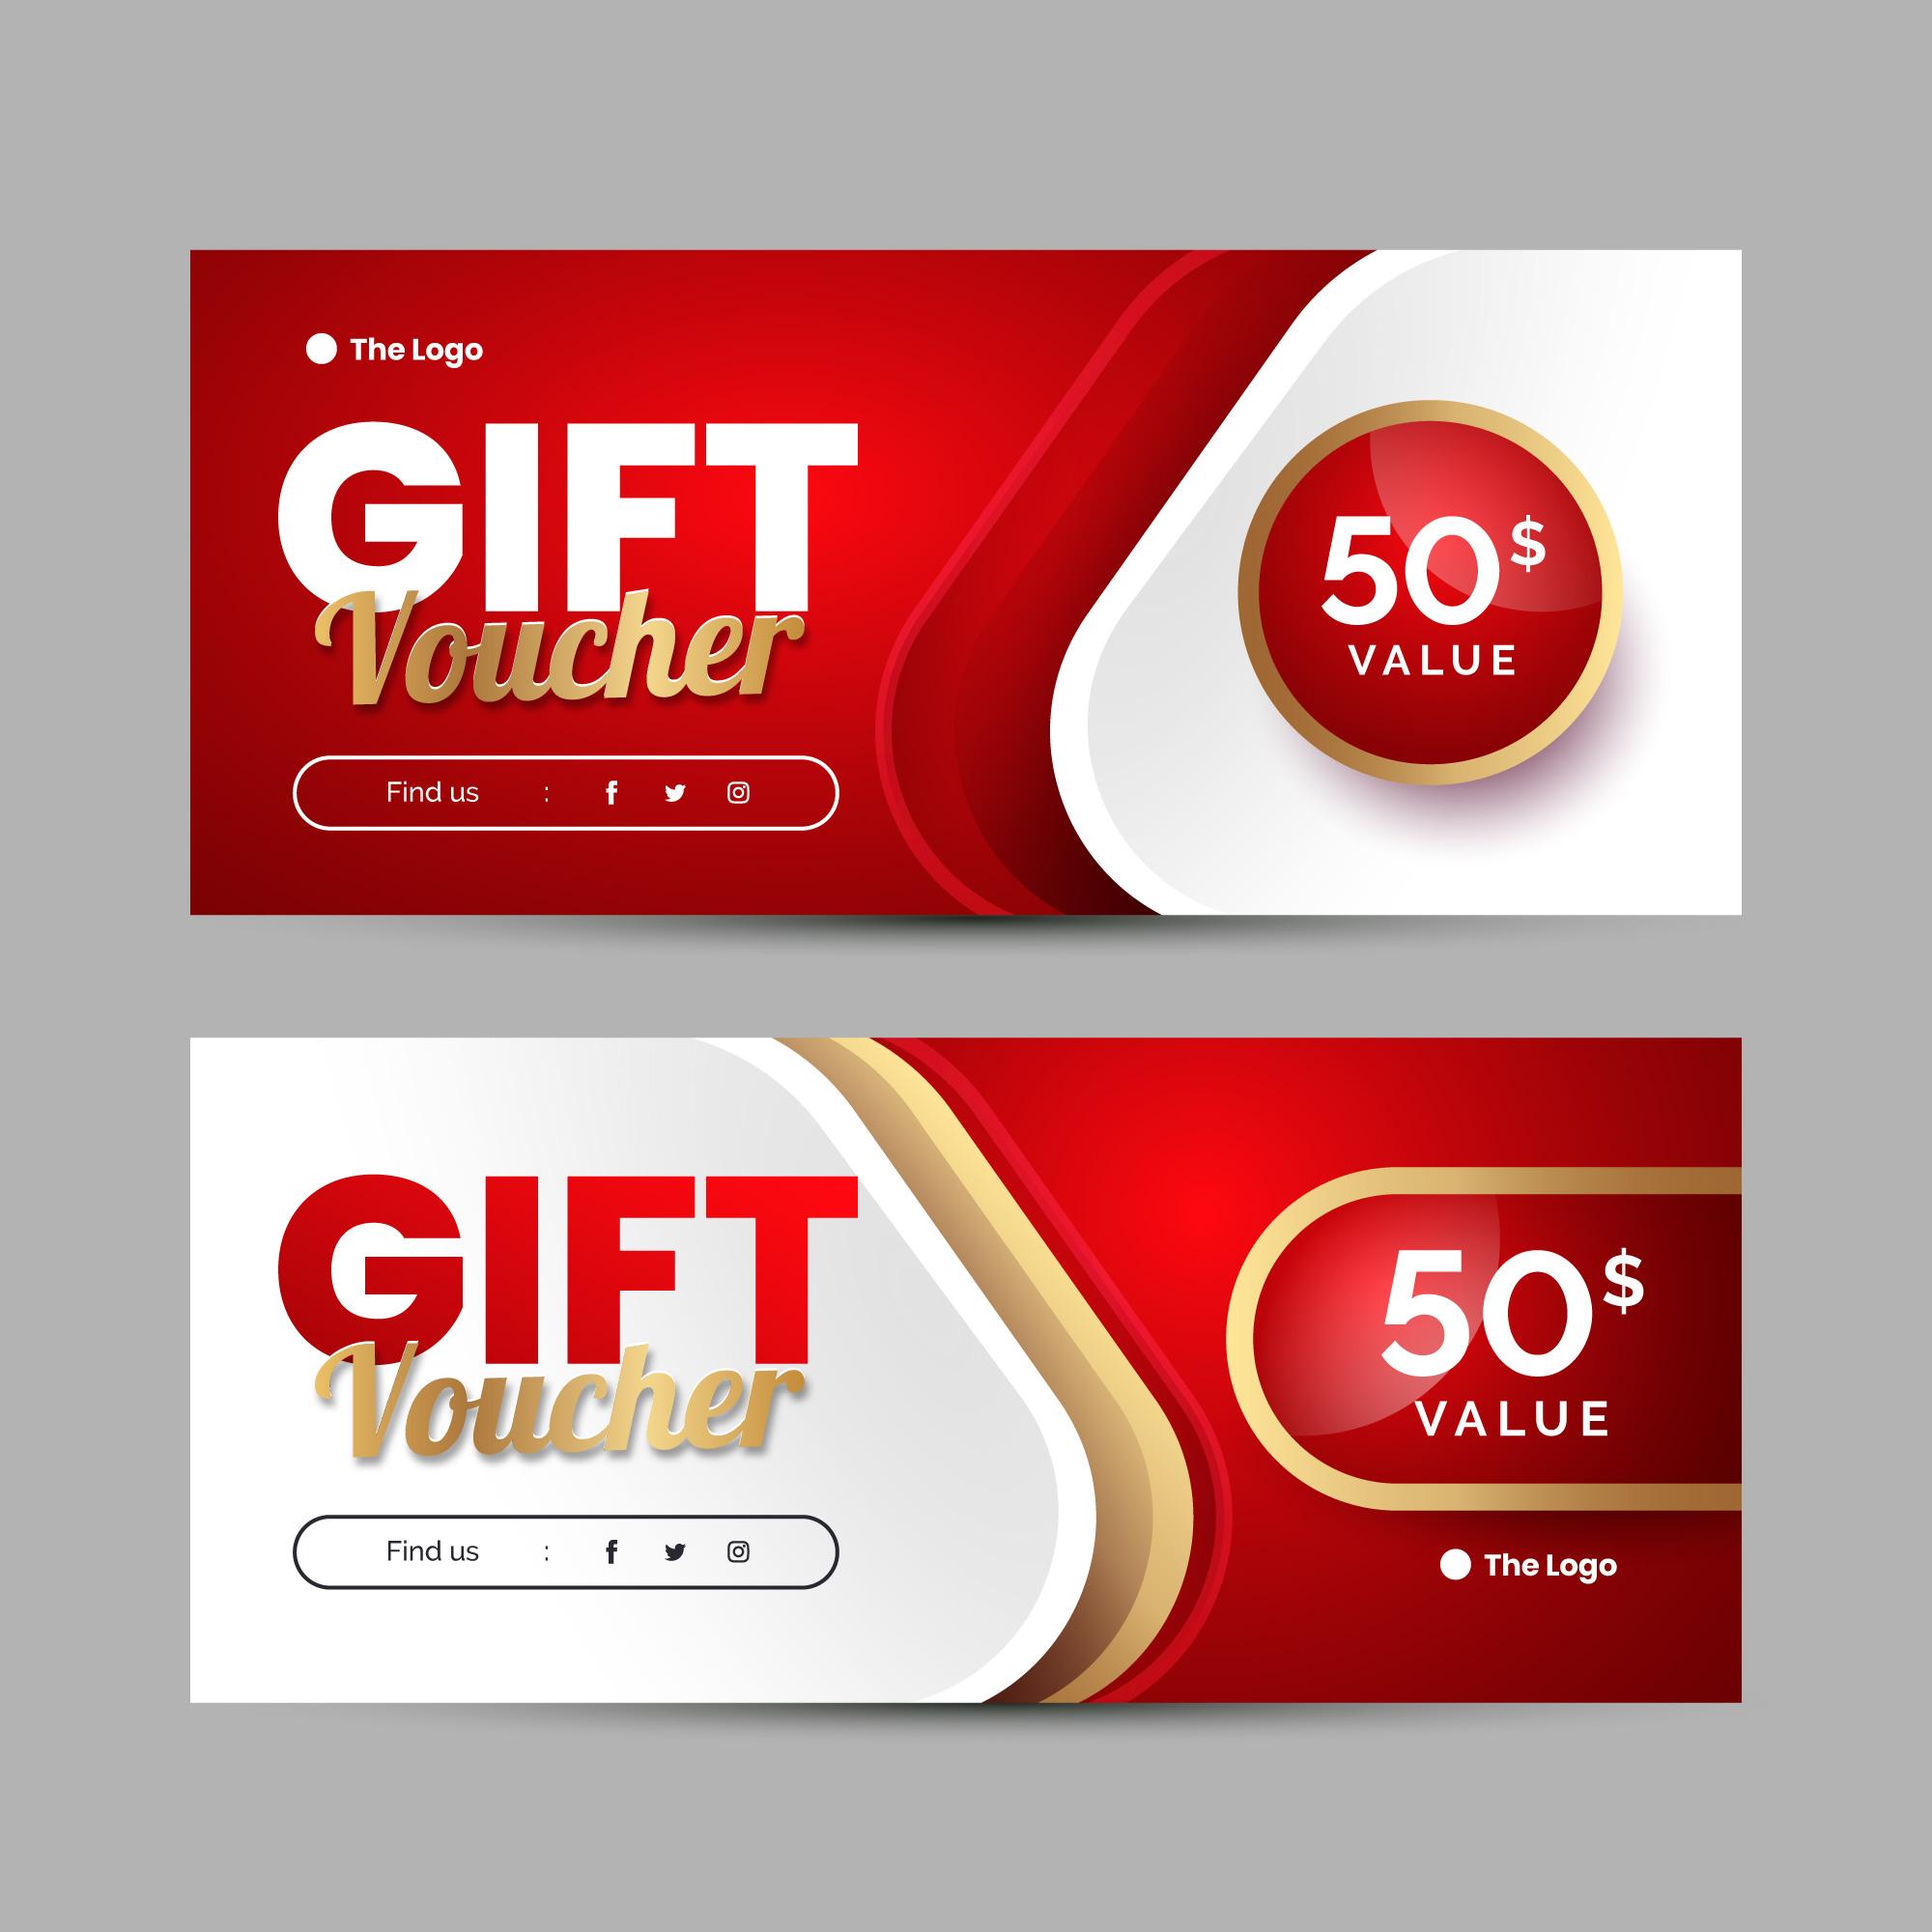 The Logo
GIFT
Voucher
Find us :
50$
VALUE
GIFT
Voucher
Find us :
50$
VALUE
The Logo